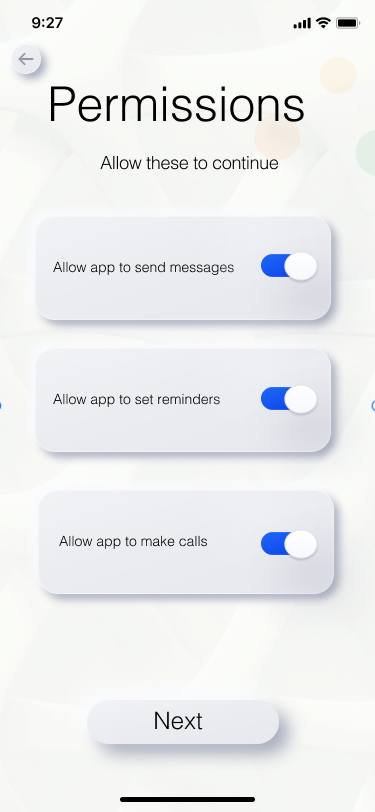 9:27
Permissions
Allow these to continue
Allow app to send messages
Allow app to set reminders
Allow app to make calls
Next